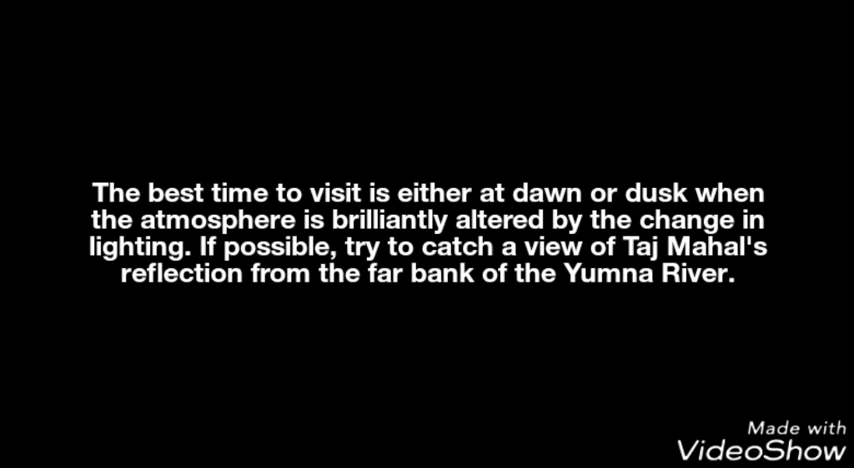 The best time to visit is either at dawn or dusk when
the atmosphere is brilliantly altered by the change in
lighting. If possible, try to catch a view of Taj Mahal's
reflection from the far bank of the Yumna River.
Made with
VideoShow